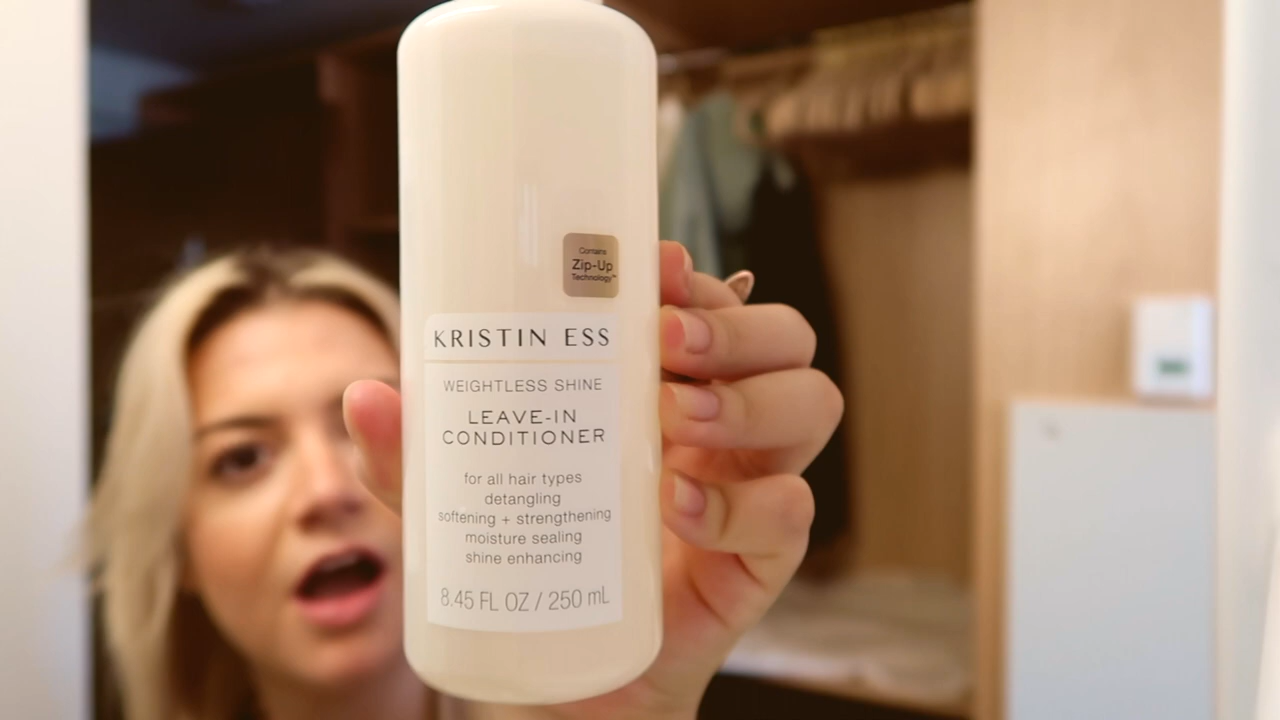 Contains
Zip-Up
Technology™
KRISTIN ESS
WEIGHTLESS SHINE
LEAVE-IN
CONDITIONER
for all hair types
detangling
softening + strengthening
moisture sealing
shine enhancing
8.45 FL OZ / 250 mL